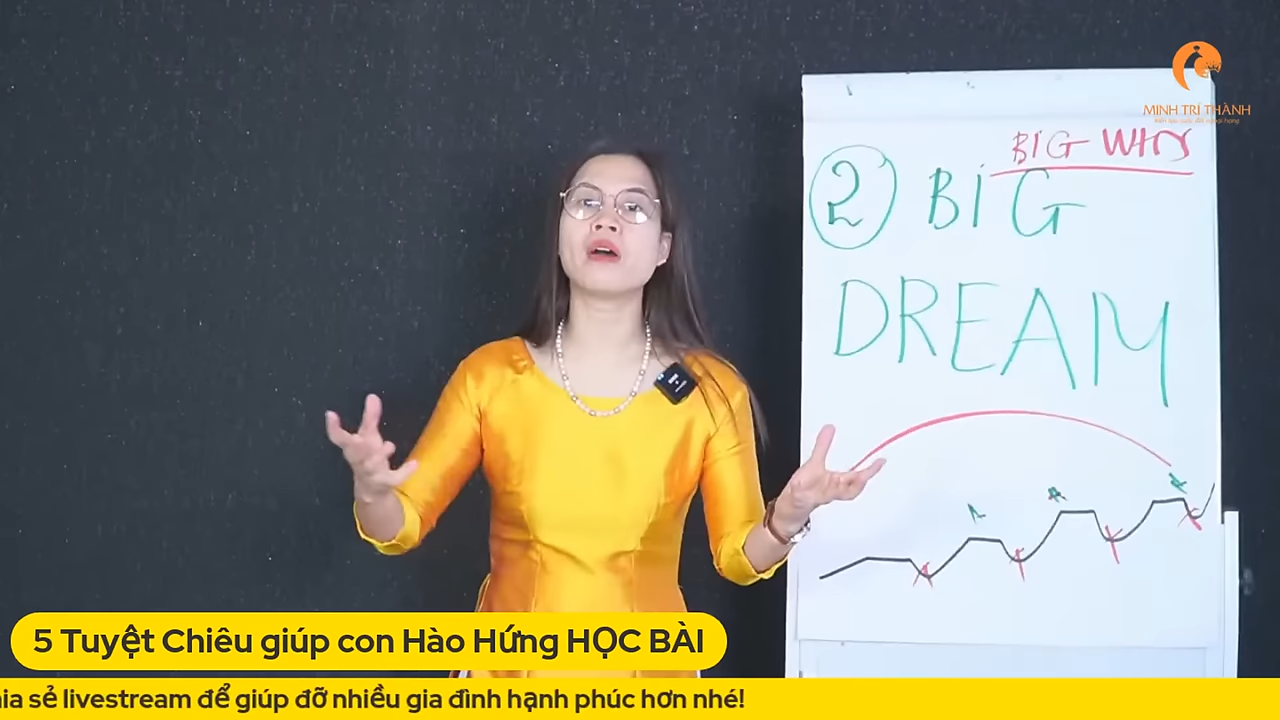 MINH TRÍ THÀNH
BIG WHY
2 BIG
DREAM
5 Tuyệt Chiêu giúp con Hào Hứng HỌC BÀI
sẻ livestream để giúp đỡ nhiều gia đình hạnh phúc hơn nhé!